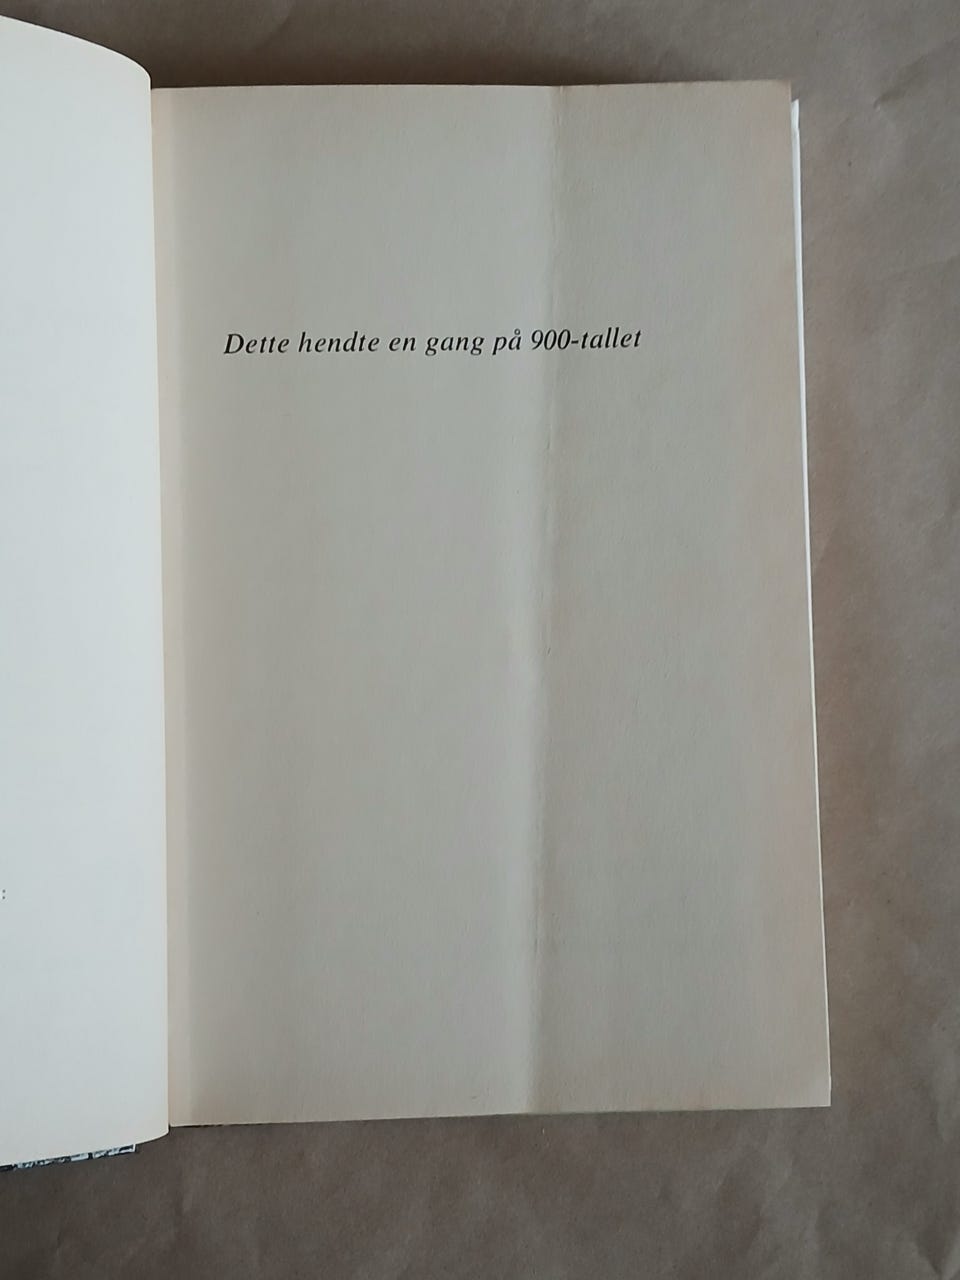 Dette hendte en gang på 900-tallet